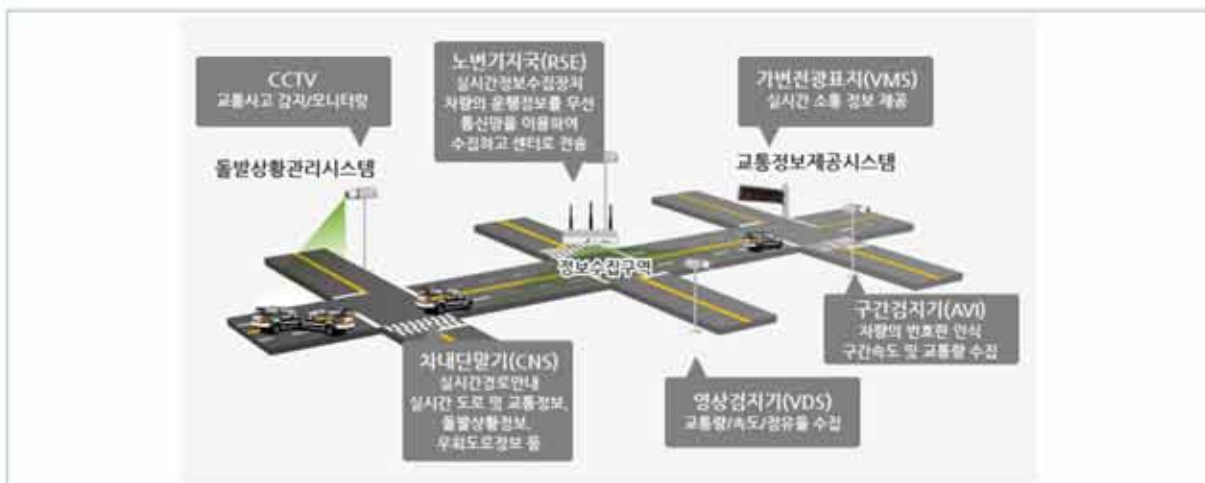 CCTV
교통사고 감지/모니터링
돌발상황관리시스템
노변기지국(RSE)
실시간정보수집장치
차량의 운행정보를 무선
통신망을 이용하여
수집하고 센터로 전송
가변전광표지(VMS)
실시간 소통 정보 제공
교통정보제공시스템
정보수집구역
차내단말기(CNS)
실시간경로안내
실시간 도로 및 교통정보,
돌발상황정보,
우회도로정보 등
영상검지기(VDS)
교통량/속도/점유율 수집
구간검지기(AVI)
차량의 번호판 인식
구간속도 및 교통량 수집